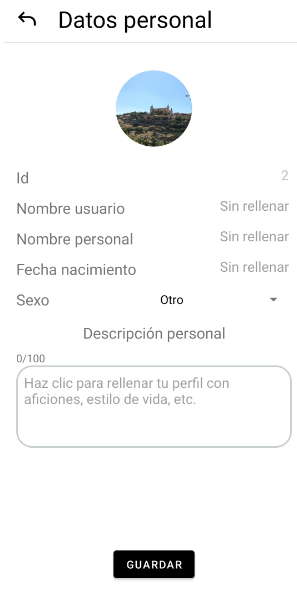 Datos personal
Id 2
Nombre usuario Sin rellenar
Nombre personal Sin rellenar
Fecha nacimiento Sin rellenar
Sexo Otro
Descripción personal
0/100
Haz clic para rellenar tu perfil con
aficiones, estilo de vida, etc.
GUARDAR